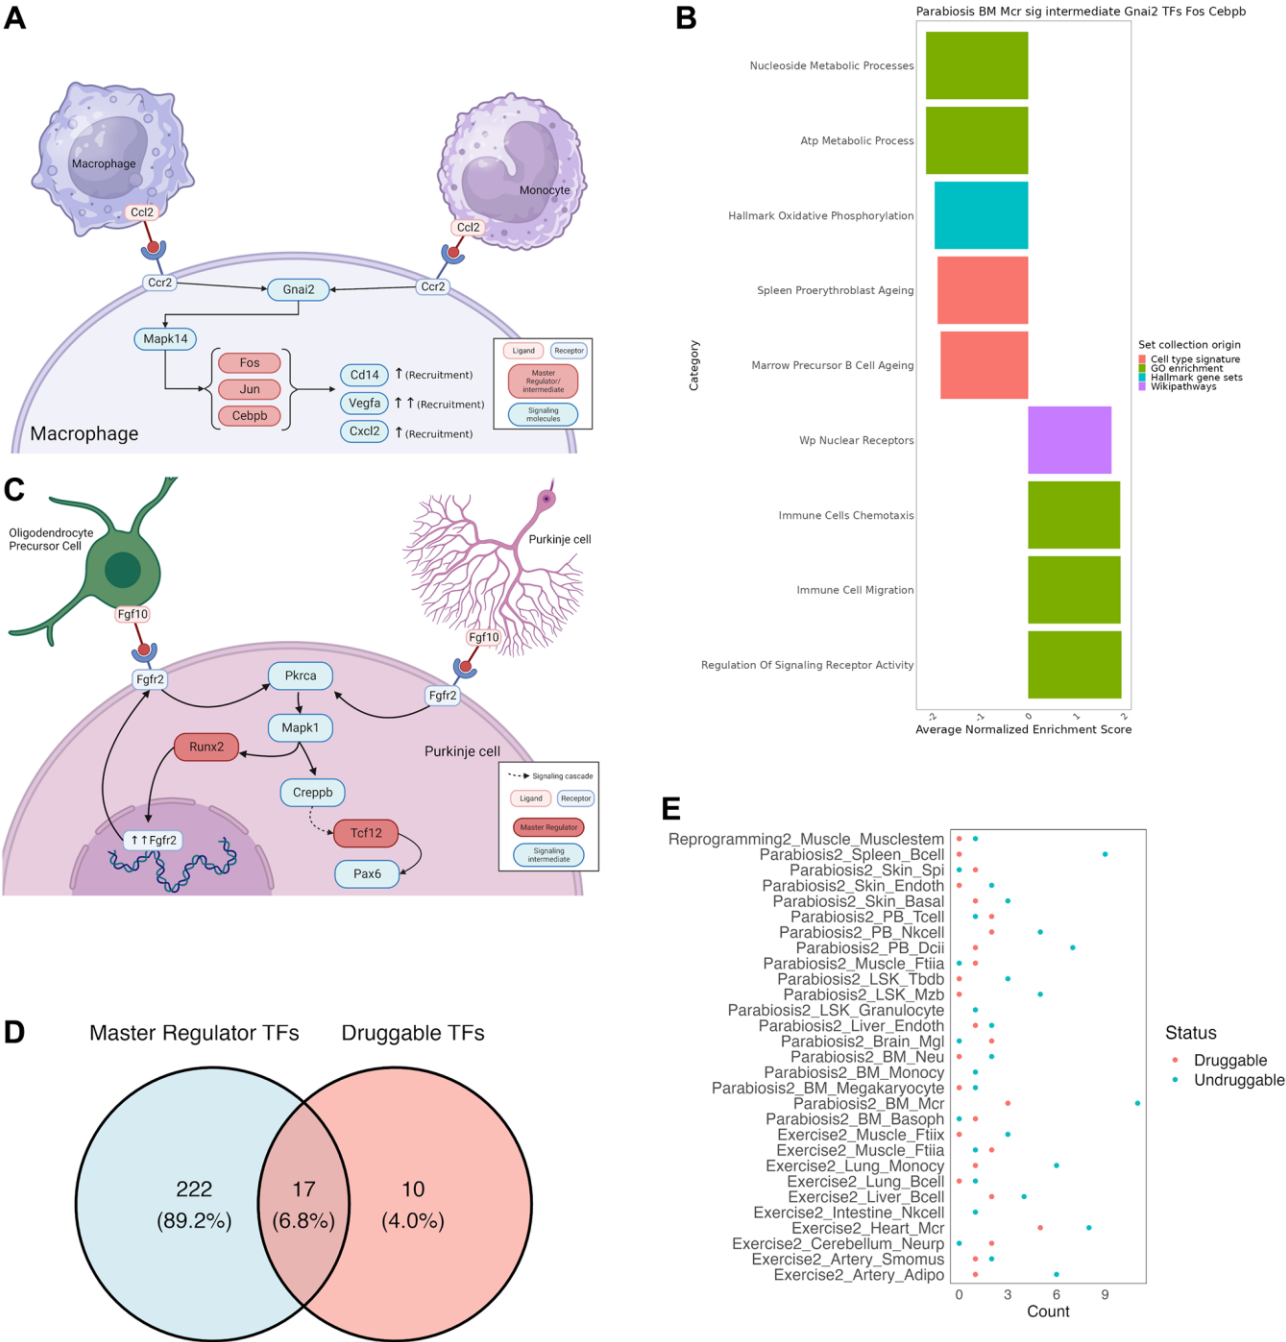 A
Macrophage
Monocyte
Ccl2
Ccl2
Ccr2
Gnai2
Ccr2
Mapk14
Fos
Jun
Cebpb
Cd14 ↑ (Recruitment)
Vegfa ↑ ↑ (Recruitment)
Cxcl2 ↑ (Recruitment)
Ligand
Receptor
Master
Regulator/
intermediate
Signaling
molecules
Macrophage
B
Parabiosis BM Mcr sig intermediate Gnai2 TFs Fos Cebpb
Category
Nucleoside Metabolic Processes
Atp Metabolic Process
Hallmark Oxidative Phosphorylation
Spleen Proerythroblast Ageing
Marrow Precursor B Cell Ageing
Wp Nuclear Receptors
Immune Cells Chemotaxis
Immune Cell Migration
Regulation Of Signaling Receptor Activity
-2 -1 0 1 2
Average Normalized Enrichment Score
Set collection origin
Cell type signature
GO enrichment
Hallmark gene sets
Wikipathways
C
Oligodendrocyte
Precursor Cell
Purkinje cell
Fgf10
Fgf10
Fgfr2
Pkrca
Fgfr2
Mapk1
Runx2
Purkinje cell
Creppb
↑↑Fgfr2
Tcf12
Pax6
Signaling cascade
Ligand
Receptor
Master Regulator
Signaling
intermediate
D
Master Regulator TFs
Druggable TFs
222
(89.2%)
17
(6.8%)
10
(4.0%)
E
Reprogramming2_Muscle_Musclestem
Parabiosis2_Spleen_Bcell
Parabiosis2_Skin_Spi
Parabiosis2_Skin_Endoth
Parabiosis2_Skin_Basal
Parabiosis2_PB_Tcell
Parabiosis2_PB_Nkcell
Parabiosis2_PB_Dcii
Parabiosis2_Muscle_Ftiia
Parabiosis2_LSK_Tbdb
Parabiosis2_LSK_Mzb
Parabiosis2_LSK_Granulocyte
Parabiosis2_Liver_Endoth
Parabiosis2_Brain_Mgl
Parabiosis2_BM_Neu
Parabiosis2_BM_Monocy
Parabiosis2_BM_Megakaryocyte
Parabiosis2_BM_Mcr
Parabiosis2_BM_Basoph
Exercise2_Muscle_Ftiix
Exercise2_Muscle_Ftiia
Exercise2_Lung_Monocy
Exercise2_Lung_Bcell
Exercise2_Liver_Bcell
Exercise2_Intestine_Nkcell
Exercise2_Heart_Mcr
Exercise2_Cerebellum_Neurp
Exercise2_Artery_Smomus
Exercise2_Artery_Adipo
0 3 6 9
Count
Status
Druggable
Undruggable